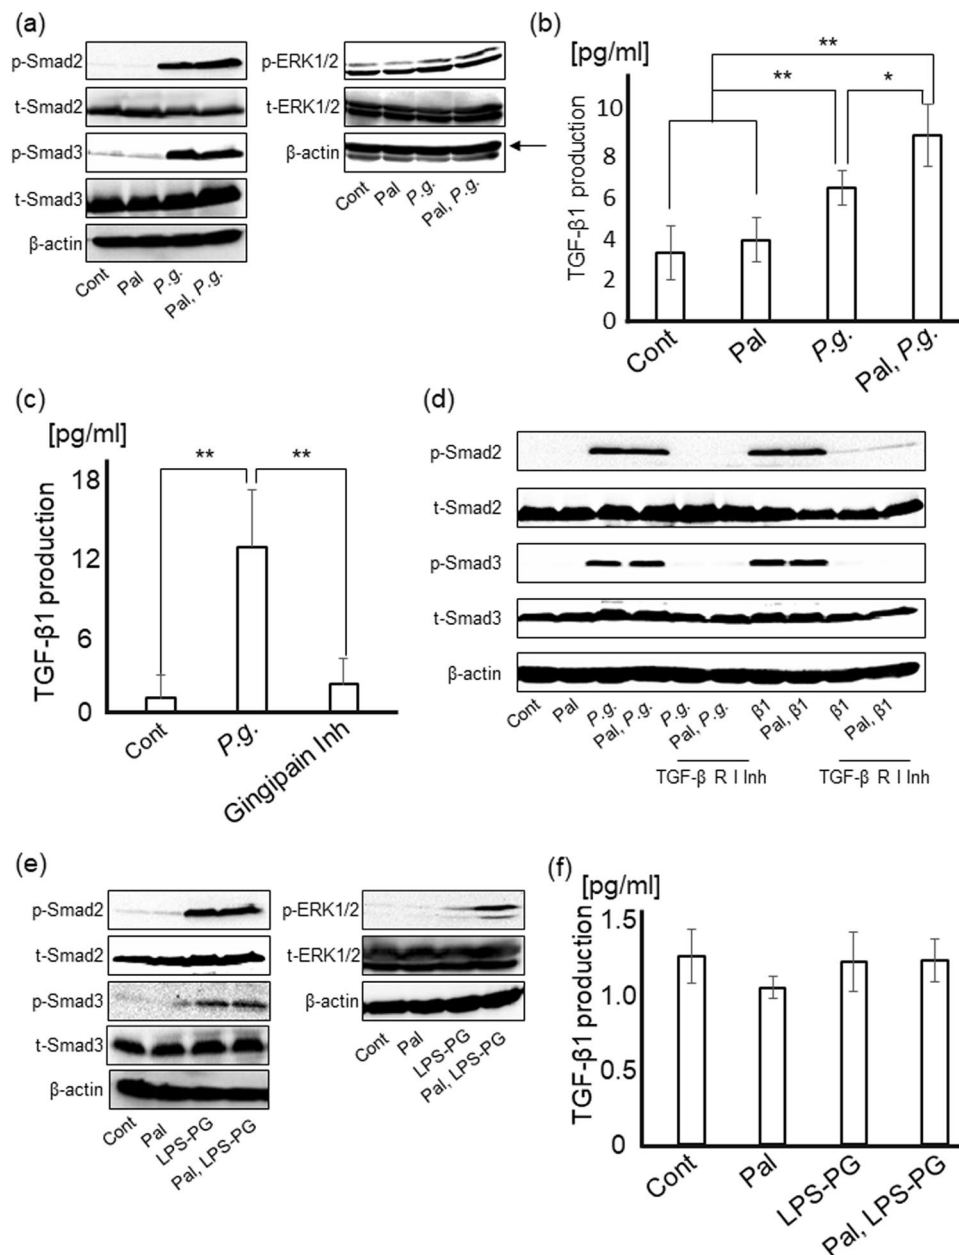 (a)
p-Smad2
t-Smad2
p-Smad3
t-Smad3
β-actin
Cont
Pal
P.g.
Pal, P.g.
p-ERK1/2
t-ERK1/2
β-actin
Cont
Pal
P.g.
Pal, P.g.
(b)
[pg/ml]
TGF-β1 production
10
8
6
4
2
0
**
**
*
Cont
Pal
P.g.
Pal, P.g.
(c)
[pg/ml]
TGF-β1 production
18
12
6
0
**
**
Cont
P.g.
Gingipain Inh
(d)
p-Smad2
t-Smad2
p-Smad3
t-Smad3
β-actin
Cont
Pal
P.g.
Pal, P.g.
P.g.
Pal, P.g.
β1
Pal, β1
β1
Pal, β1
TGF-β R I Inh
TGF-β R I Inh
(e)
p-Smad2
t-Smad2
p-Smad3
t-Smad3
β-actin
Cont
Pal
LPS-PG
Pal, LPS-PG
p-ERK1/2
t-ERK1/2
β-actin
Cont
Pal
LPS-PG
Pal, LPS-PG
(f)
[pg/ml]
TGF-β1 production
1.5
1.0
0.5
0
Cont
Pal
LPS-PG
Pal, LPS-PG